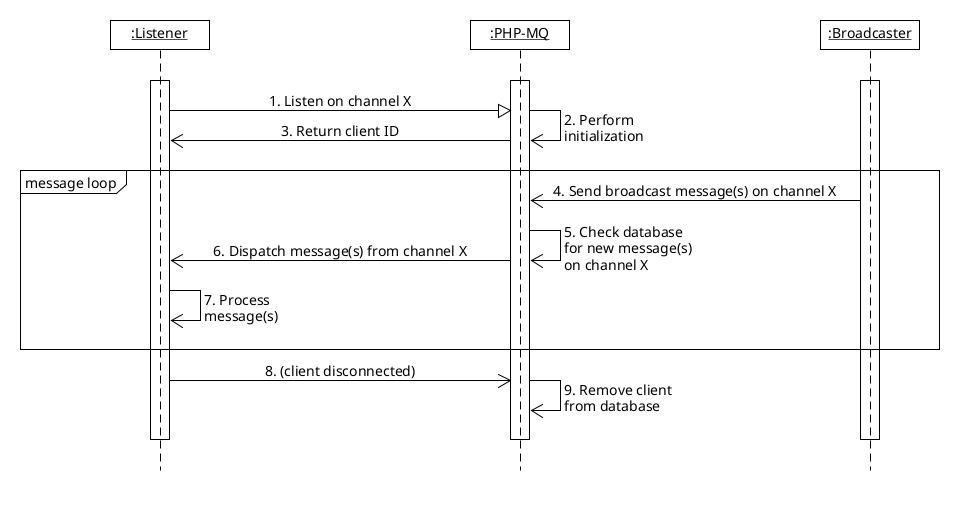 :Listener
:PHP-MQ
:Broadcaster
1. Listen on channel X
2. Perform
initialization
3. Return client ID
message loop
4. Send broadcast message(s) on channel X
5. Check database
for new message(s)
on channel X
6. Dispatch message(s) from channel X
7. Process
message(s)
8. (client disconnected)
9. Remove client
from database